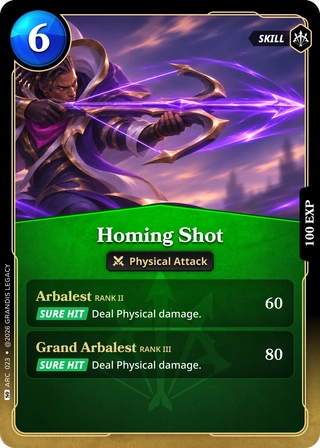 6
SKILL
100 EXP
Homing Shot
Physical Attack
Arbalest RANK II
60
SURE HIT Deal Physical damage.
Grand Arbalest RANK III
80
SURE HIT Deal Physical damage.
ARC 023 • ©2026 GRANDIS LEGACY